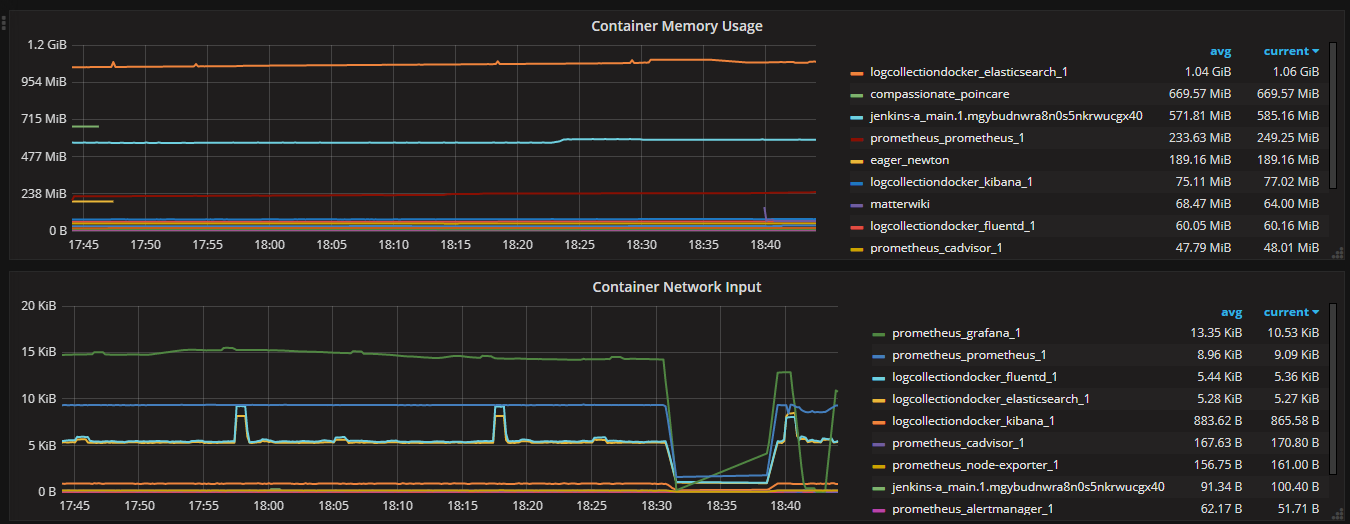 Container Memory Usage
1.2 GiB
954 MiB
715 MiB
477 MiB
238 MiB
0 B
17:45 17:50 17:55 18:00 18:05 18:10 18:15 18:20 18:25 18:30 18:35 18:40
avg current
logcollectiondocker_elasticsearch_1 1.04 GiB 1.06 GiB
compassionate_poincare 669.57 MiB 669.57 MiB
jenkins-a_main.1.mgybudnwra8n0s5nkrwucgx40 571.81 MiB 585.16 MiB
prometheus_prometheus_1 233.63 MiB 249.25 MiB
eager_newton 189.16 MiB 189.16 MiB
logcollectiondocker_kibana_1 75.11 MiB 77.02 MiB
matterwiki 68.47 MiB 64.00 MiB
logcollectiondocker_fluentd_1 60.05 MiB 60.16 MiB
prometheus_cadvisor_1 47.79 MiB 48.01 MiB
Container Network Input
20 KiB
15 KiB
10 KiB
5 KiB
0 B
17:45 17:50 17:55 18:00 18:05 18:10 18:15 18:20 18:25 18:30 18:35 18:40
avg current
prometheus_grafana_1 13.35 KiB 10.53 KiB
prometheus_prometheus_1 8.96 KiB 9.09 KiB
logcollectiondocker_fluentd_1 5.44 KiB 5.36 KiB
logcollectiondocker_elasticsearch_1 5.28 KiB 5.27 KiB
logcollectiondocker_kibana_1 883.62 B 865.58 B
prometheus_cadvisor_1 167.63 B 170.80 B
prometheus_node-exporter_1 156.75 B 161.00 B
jenkins-a_main.1.mgybudnwra8n0s5nkrwucgx40 91.34 B 100.40 B
prometheus_alertmanager_1 62.17 B 51.71 B